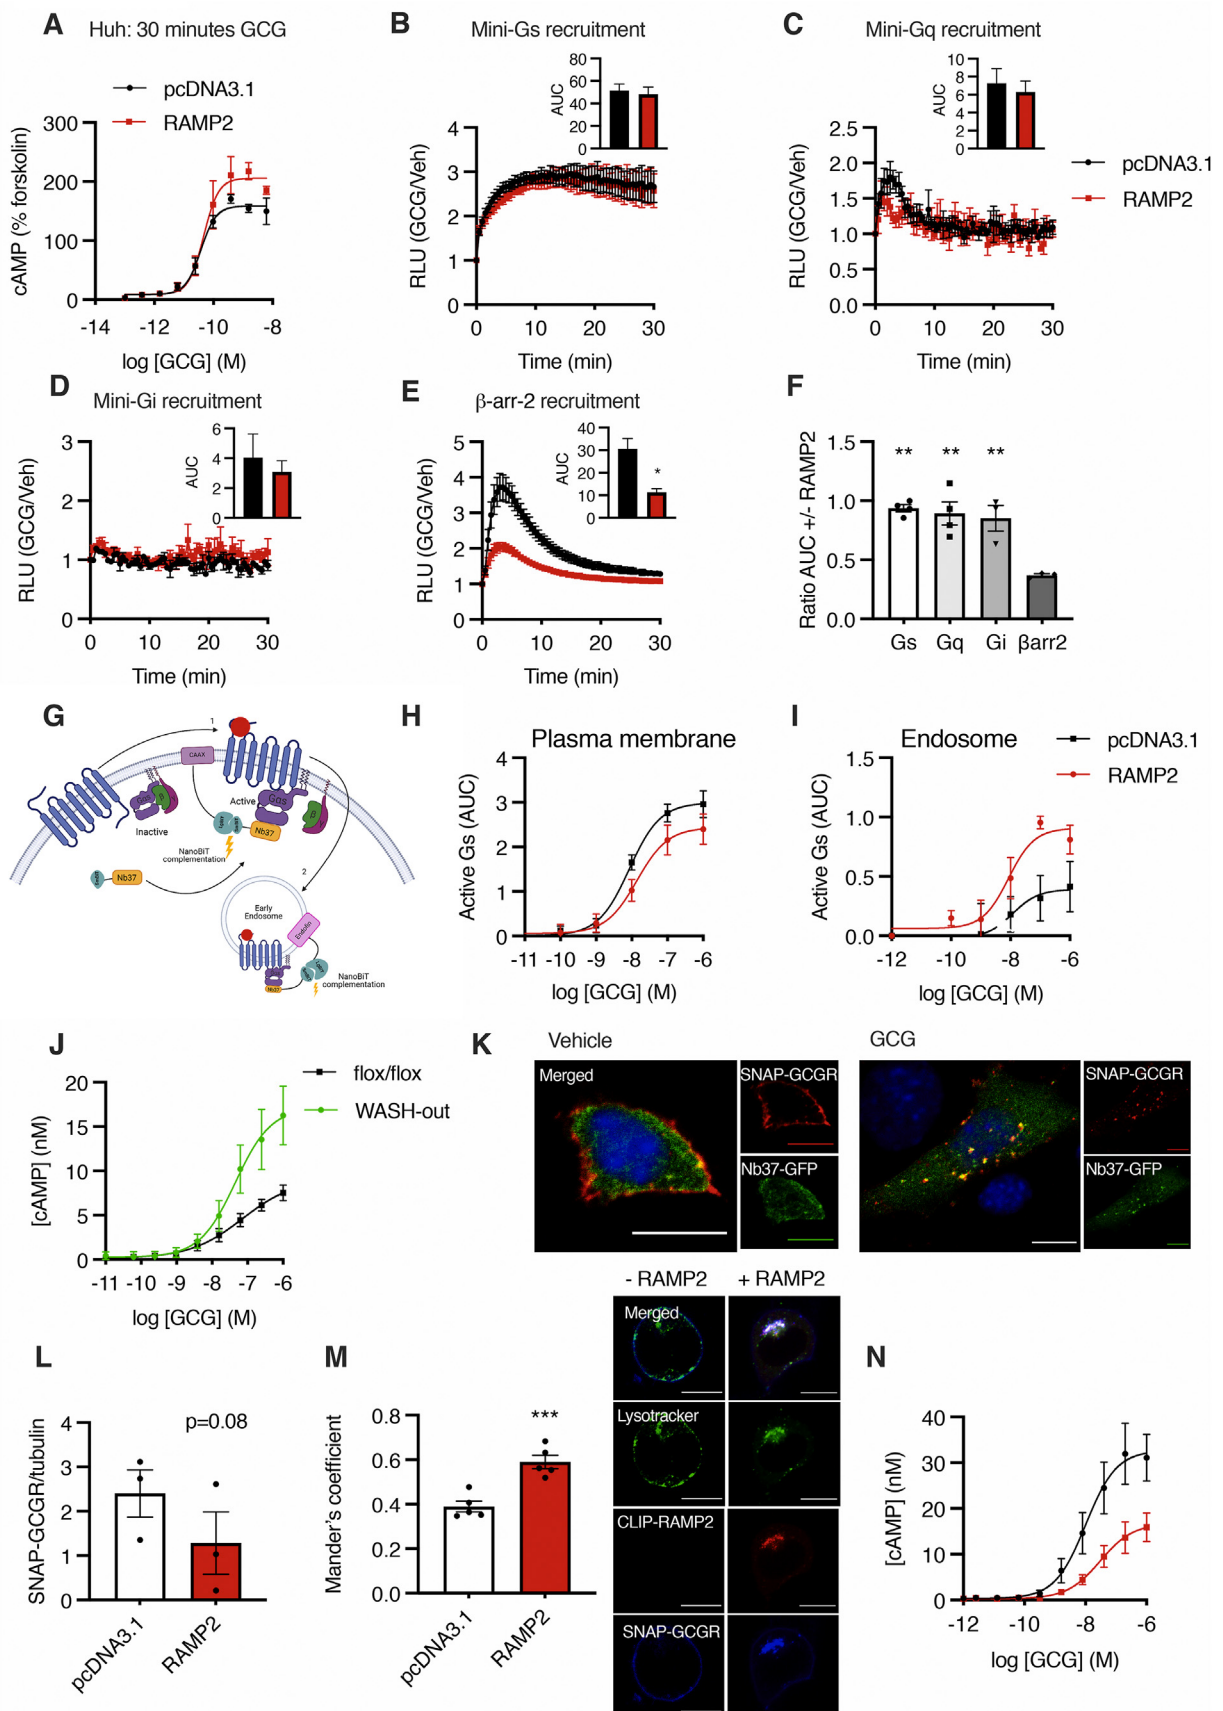 A Huh: 30 minutes GCG
pcDNA3.1
RAMP2
cAMP (% forskolin)
300
200
100
0
-14 -12 -10 -8
log [GCG] (M)
B Mini-Gs recruitment
AUC
80
60
40
20
0
RLU (GCG/Veh)
4
3
2
1
0
0 10 20 30
Time (min)
C Mini-Gq recruitment
AUC
10
8
6
4
2
0
RLU (GCG/Veh)
2.5
2.0
1.5
1.0
0.5
0.0
0 10 20 30
Time (min)
pcDNA3.1
RAMP2
D Mini-Gi recruitment
AUC
6
4
2
0
RLU (GCG/Veh)
3
2
1
0
0 10 20 30
Time (min)
E β-arr-2 recruitment
AUC
40
30
20
10
0
*
RLU (GCG/Veh)
5
4
3
2
1
0
0 10 20 30
Time (min)
F
Ratio AUC +/- RAMP2
1.5
1.0
0.5
0.0
** ** **
Gs Gq Gi βarr2
G
1
CAAX
Gαs
β
Inactive
Active
Gαs
β
Nb37
NanoBiT
complementation
Nb37
2
Early
Endosome
Endofin
Nb37
NanoBiT
complementation
H Plasma membrane
Active Gs (AUC)
4
3
2
1
0
-11 -10 -9 -8 -7 -6
log [GCG] (M)
I Endosome
Active Gs (AUC)
1.5
1.0
0.5
0.0
-12 -10 -8 -6
log [GCG] (M)
pcDNA3.1
RAMP2
J
flox/flox
WASH-out
[cAMP] (nM)
20
15
10
5
0
-11 -10 -9 -8 -7 -6
log [GCG] (M)
K Vehicle
Merged
SNAP-GCGR
Nb37-GFP
GCG
SNAP-GCGR
Nb37-GFP
L
SNAP-GCGR/tubulin
4
3
2
1
0
p=0.08
pcDNA3.1 RAMP2
M
Mander's coefficient
0.8
0.6
0.4
0.2
0.0
***
pcDNA3.1 RAMP2
- RAMP2 + RAMP2
Merged
Lysotracker
CLIP-RAMP2
SNAP-GCGR
N
[cAMP] (nM)
40
30
20
10
0
-12 -10 -8 -6
log [GCG] (M)